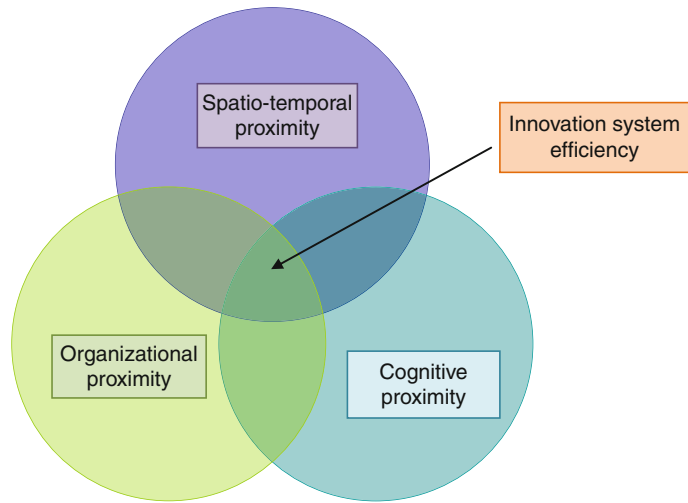 Spatio-temporal
proximity
Innovation system
efficiency
Organizational
proximity
Cognitive
proximity